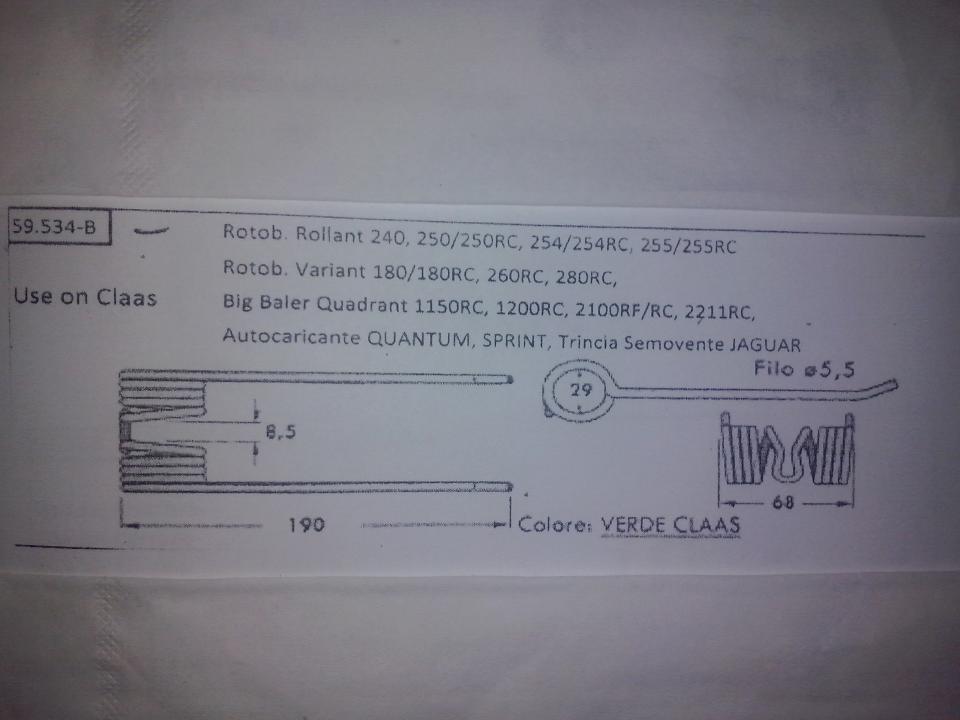 59.534-B
Rotob. Rollant 240, 250/250RC, 254/254RC, 255/255RC
Rotob. Variant 180/180RC, 260RC, 280RC,
Use on Claas
Big Baler Quadrant 1150RC, 1200RC, 2100RF/RC, 2211RC,
Autocaricante QUANTUM, SPRINT, Trincia Semovente JAGUAR
Filo ø5,5
29
8,5
68
190
Colore: VERDE CLAAS